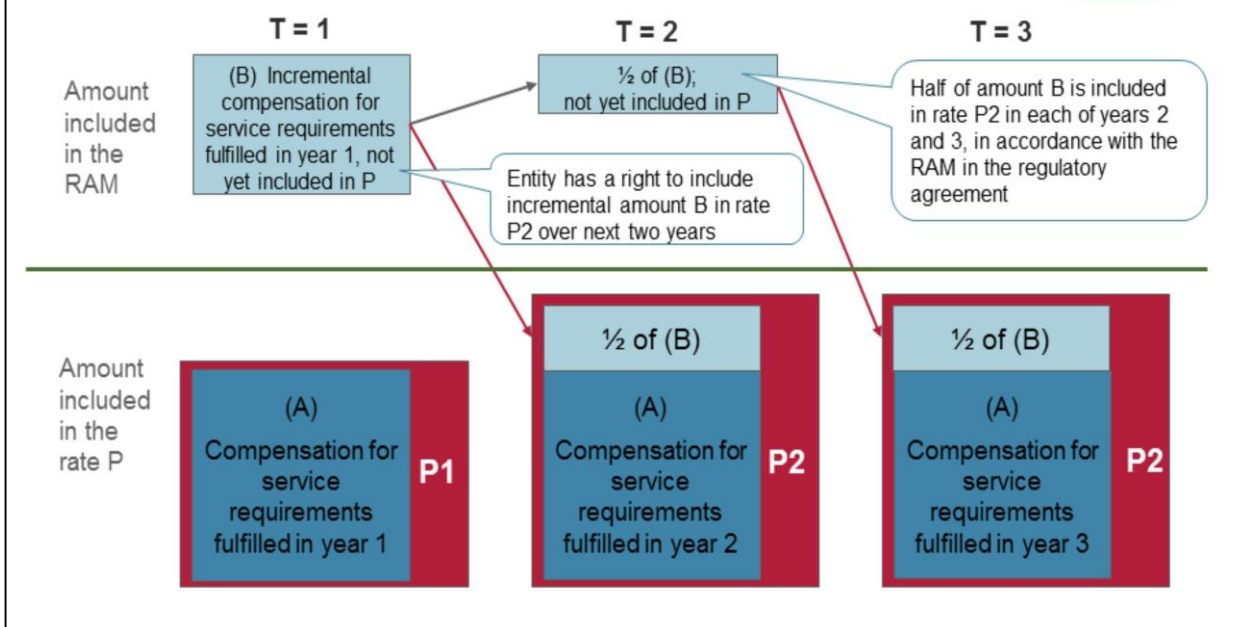 T = 1
T = 2
T = 3
Amount
included
in the
RAM
(B) Incremental
compensation for
service requirements
fulfilled in year 1, not
yet included in P
½ of (B);
not yet included in P
Half of amount B is included
in rate P2 in each of years 2
and 3, in accordance with the
RAM in the regulatory
agreement
Entity has a right to include
incremental amount B in rate
P2 over next two years
Amount
included
in the
rate P
(A)
Compensation for
service
requirements
fulfilled in year 1
P1
½ of (B)
(A)
Compensation for
service
requirements
fulfilled in year 2
P2
½ of (B)
(A)
Compensation for
service
requirements
fulfilled in year 3
P2